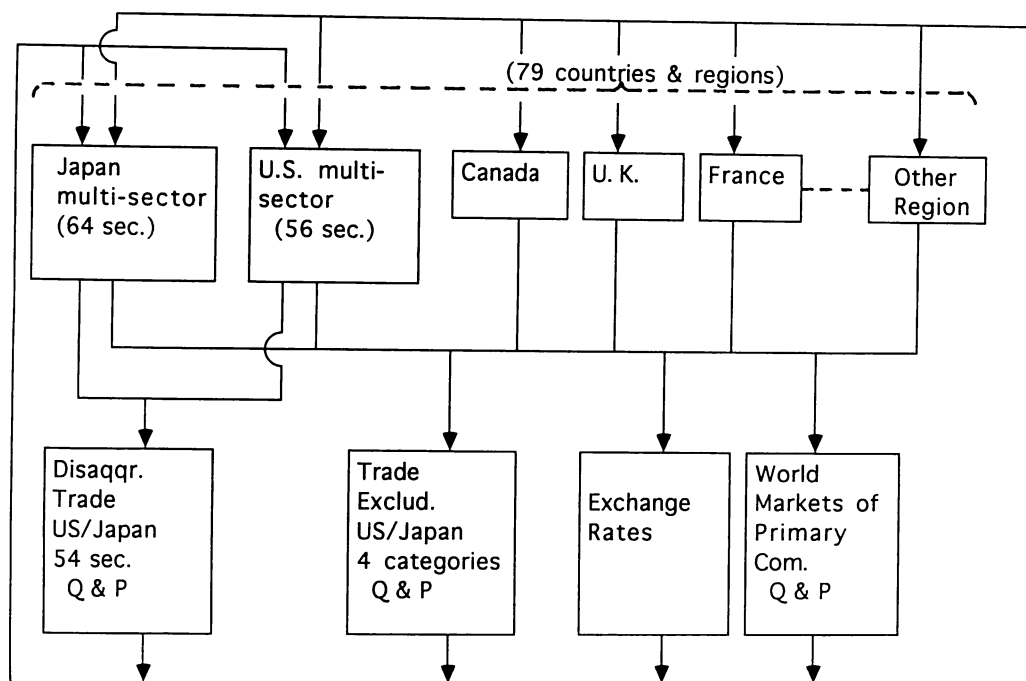 (79 countries & regions)
Japan
multi-sector
(64 sec.)
U.S. multi-
sector
(56 sec.)
Canada
U. K.
France
Other
Region
Disaqqr.
Trade
US/Japan
54 sec.
Q & P
Trade
Exclud.
US/Japan
4 categories
Q & P
Exchange
Rates
World
Markets of
Primary
Com.
Q & P